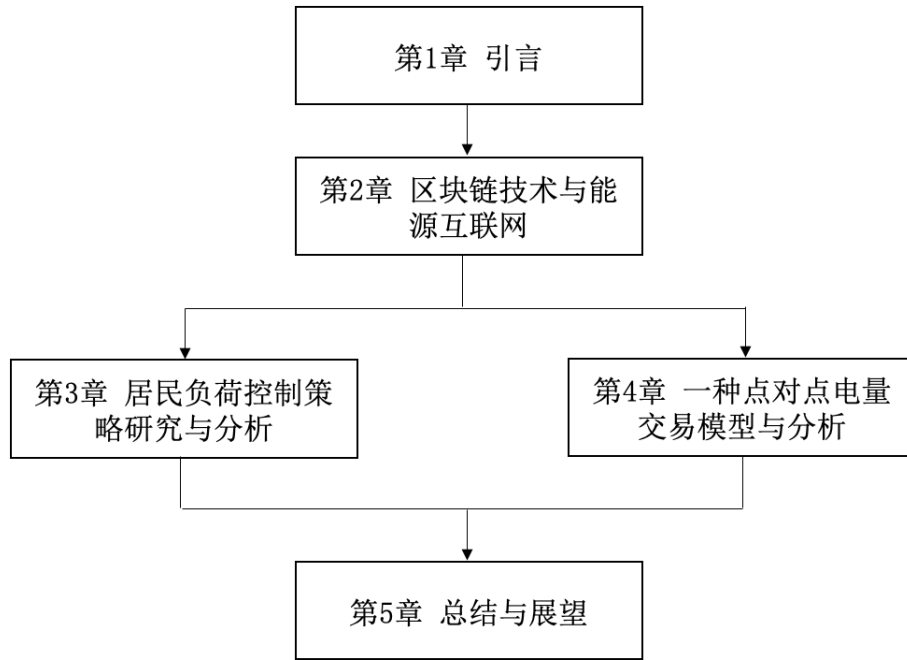 第1章 引言
第2章 区块链技术与能
源互联网
第3章 居民负荷控制策
略研究与分析
第4章 一种点对点电量
交易模型与分析
第5章 总结与展望